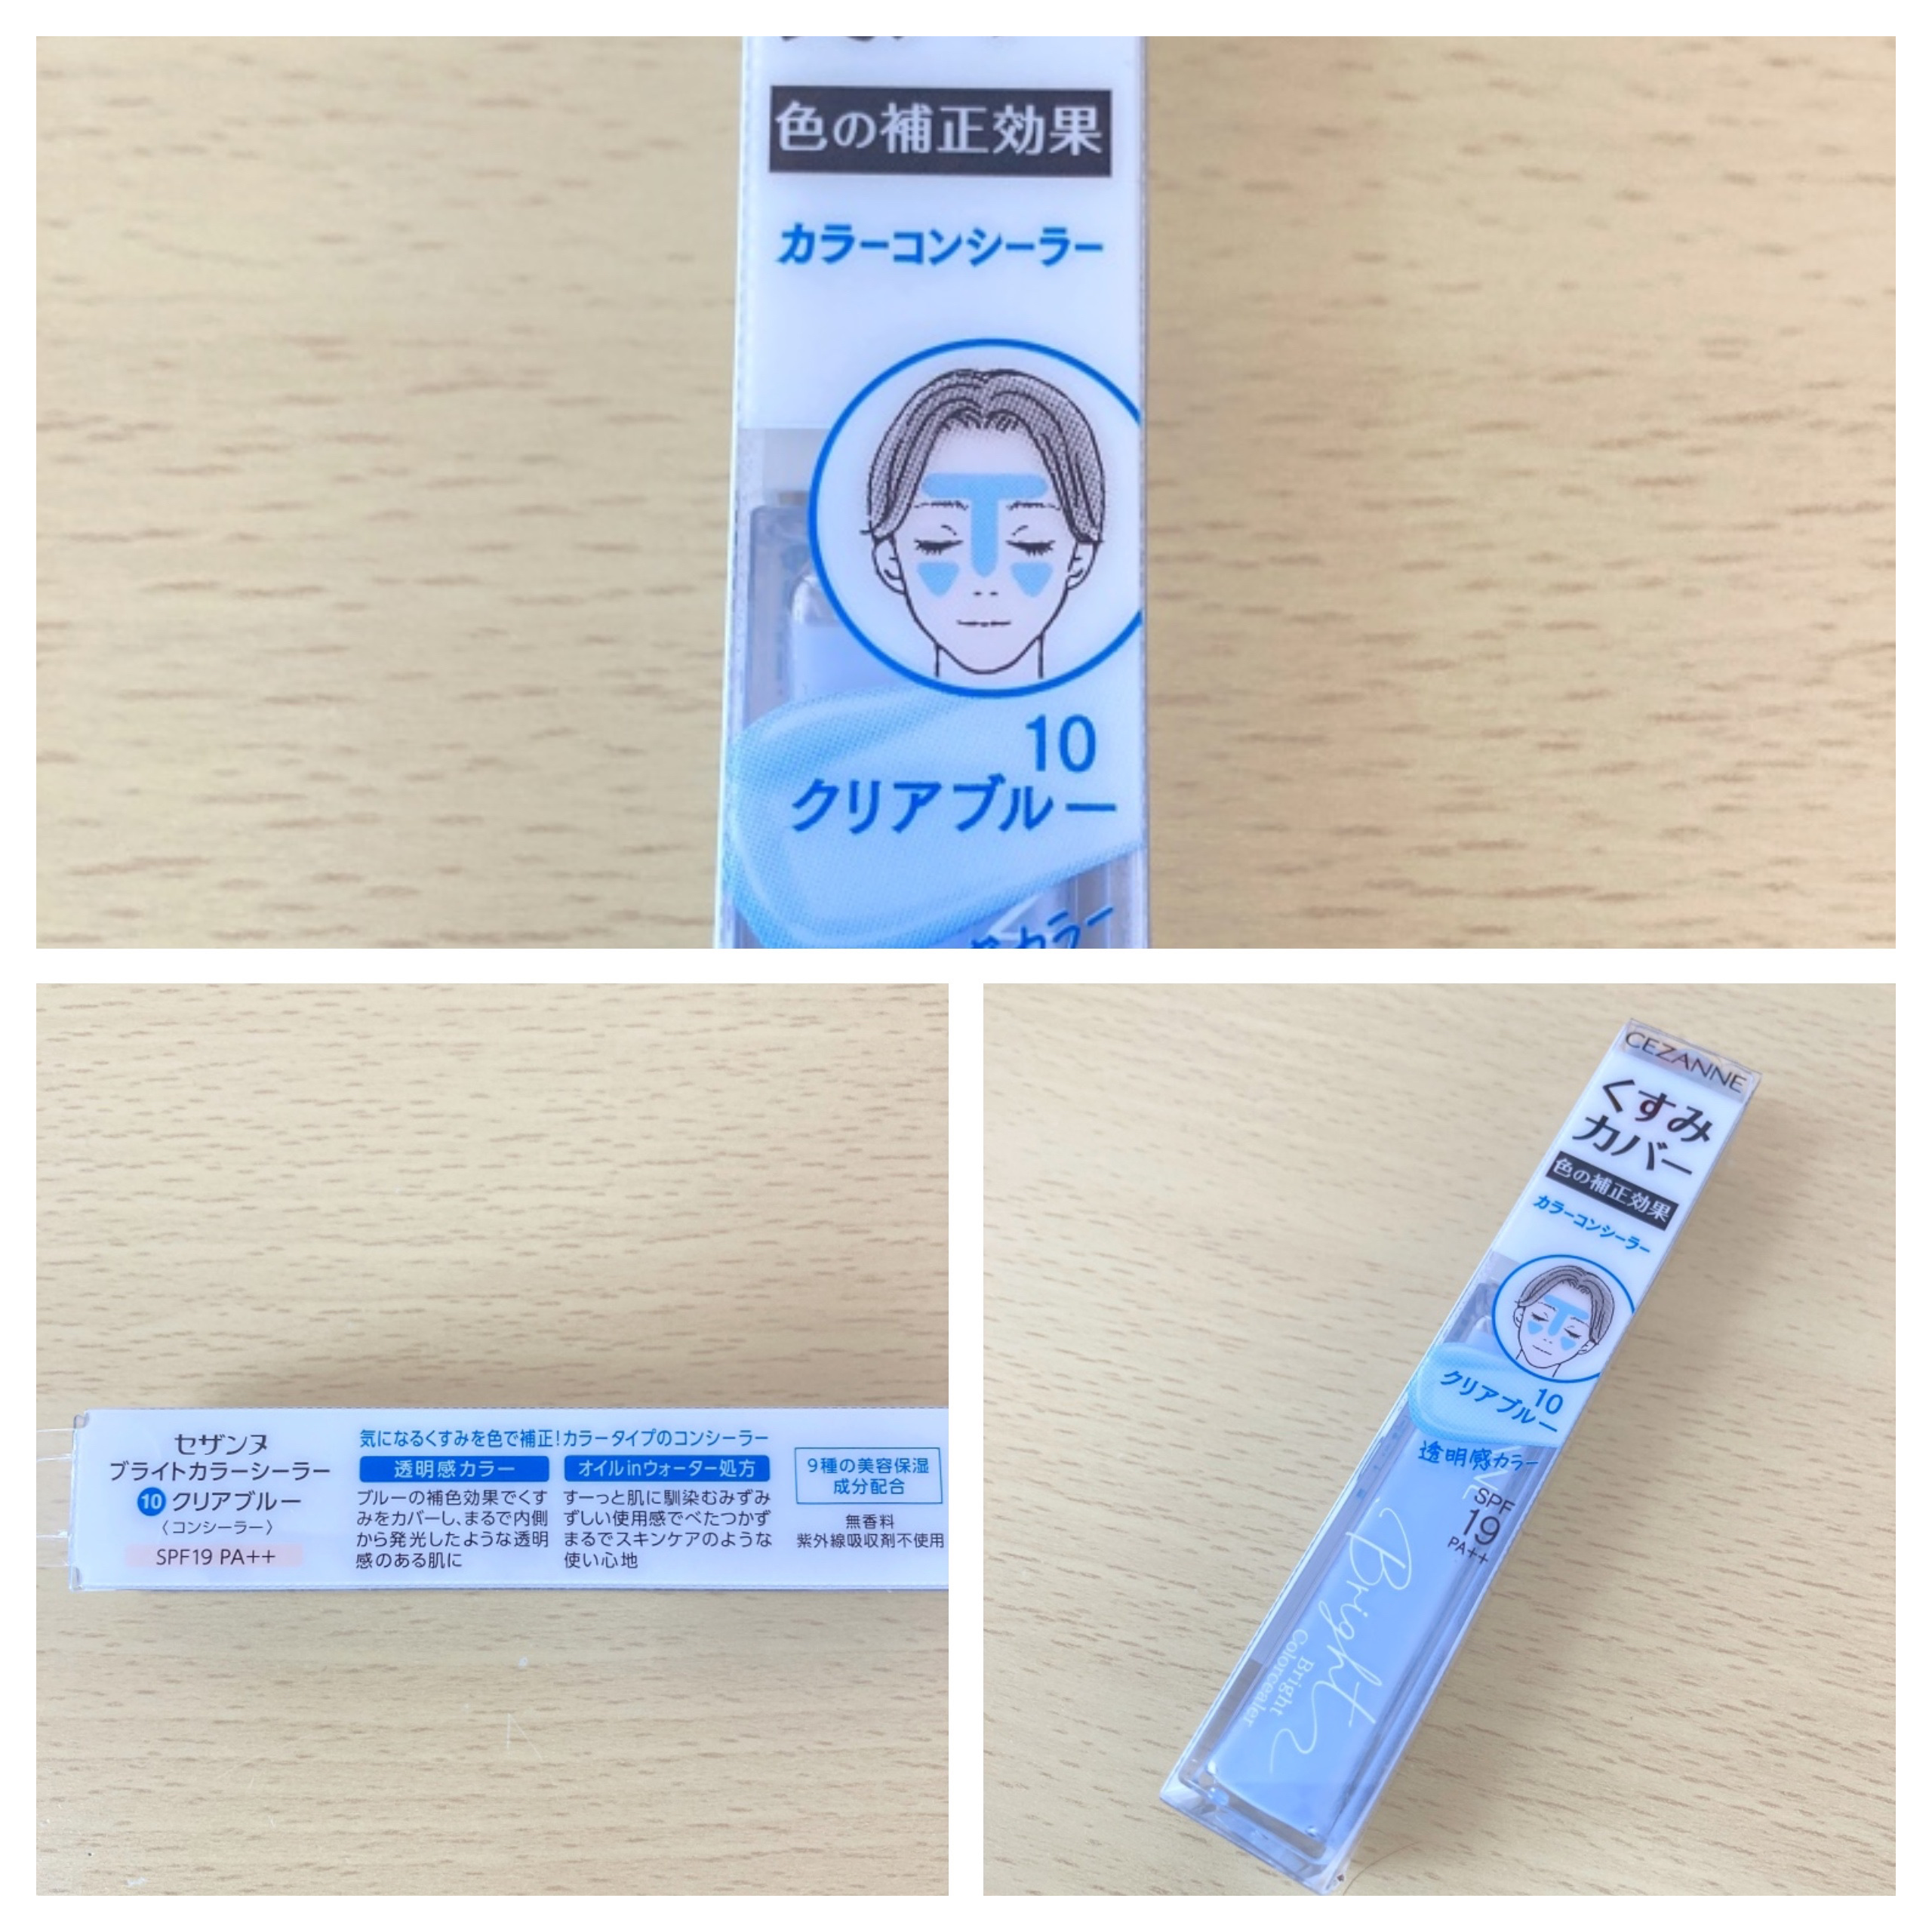 色の補正効果
カラーコンシーラー
10
クリアブルー
カラー
セザンヌ
ブライトカラーシーラー
10 クリアブルー
〈コンシーラー〉
SPF19 PA++
気になるくすみを色で補正!カラータイプのコンシーラー
透明感カラー
ブルーの補色効果でくす
みをカバーし、まるで内側
から発光したような透明
感のある肌に
オイルinウォーター処方
すーっと肌に馴染むみずみ
ずしい使用感でべたつかず
まるでスキンケアのような
使い心地
9種の美容保湿
成分配合
無香料
紫外線吸収剤不使用
CEZANNE
くすみ
カバー
色の補正効果
カラーコンシーラー
10
クリアブルー
透明感カラー
SPF
19
PA++
Bright
Bright
Colorcealer